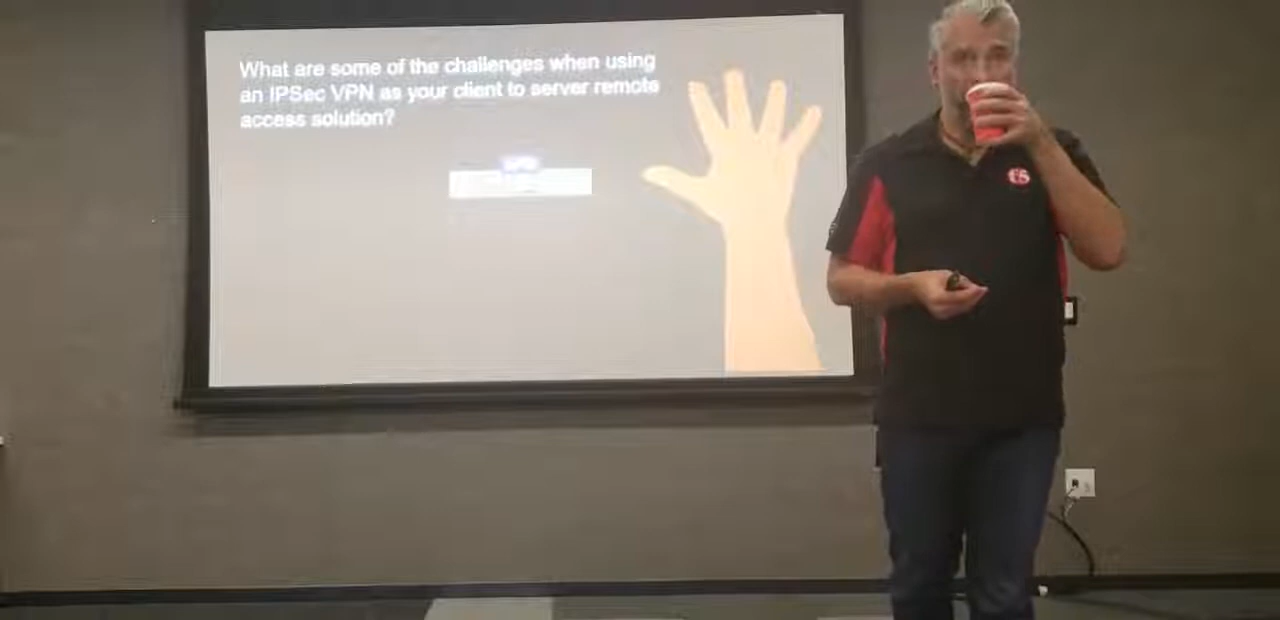 What are some of the challenges when using
an IPSec VPN as your client to server remote
access solution?
f5